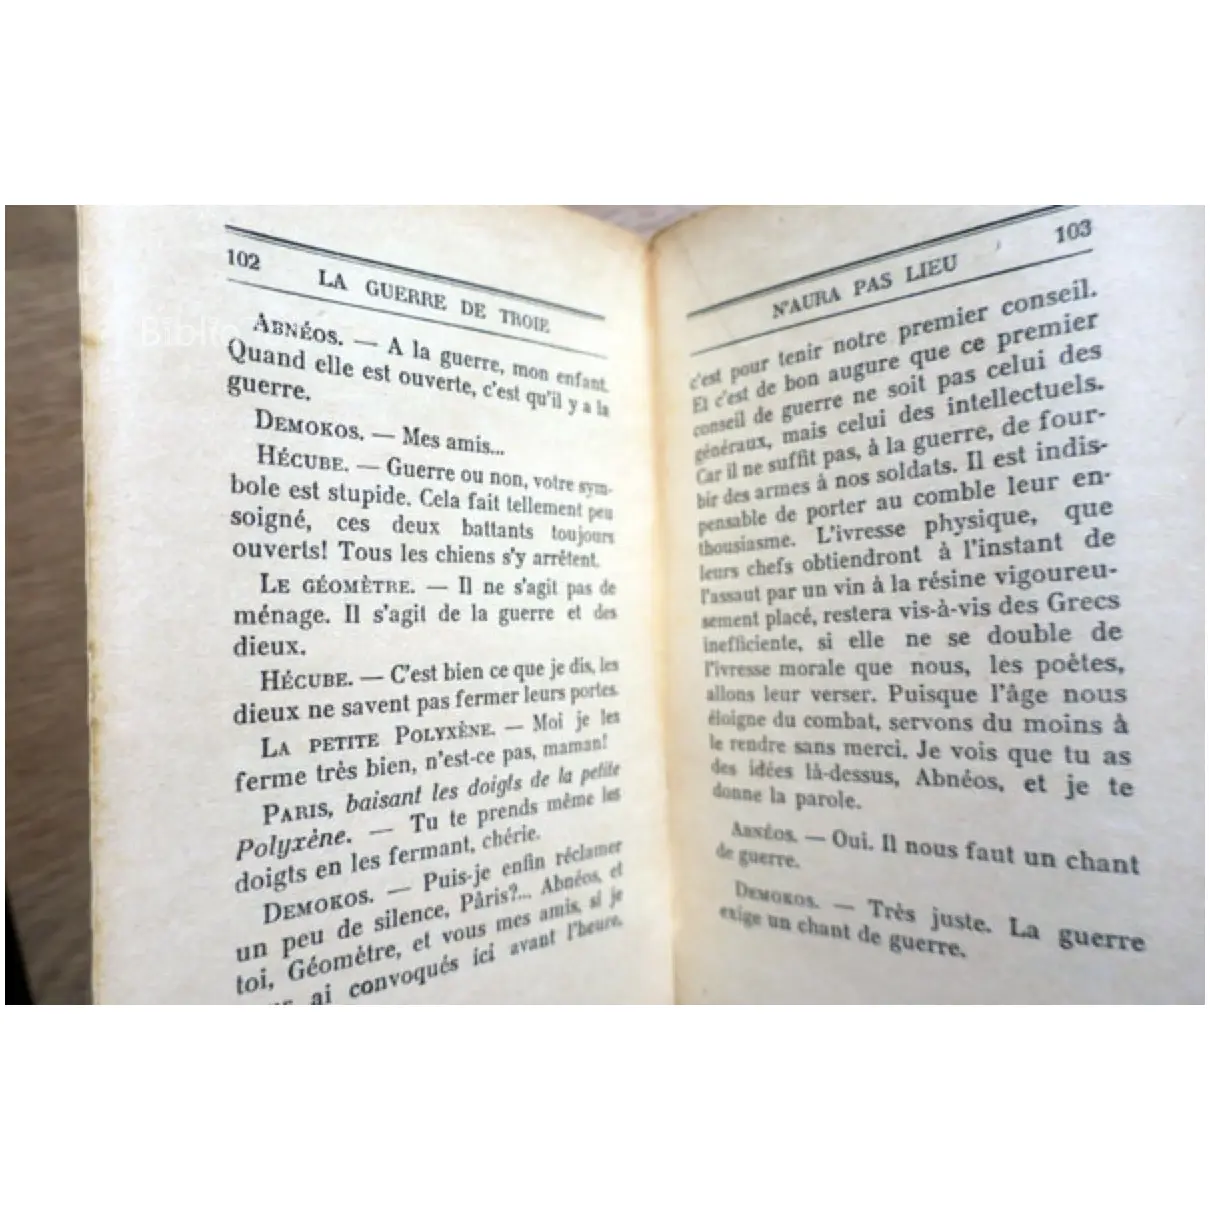 102 LA GUERRE DE TROIE
ABNÉOS. — A la guerre, mon enfant.
Quand elle est ouverte, c'est qu'il y a la
guerre.
DEMOKOS. — Mes amis...
HÉCUBE. — Guerre ou non, votre sym-
bole est stupide. Cela fait tellement peu
soigné, ces deux battants toujours
ouverts! Tous les chiens s'y arrêtent.
LE GÉOMÈTRE. — Il ne s'agit pas de
ménage. Il s'agit de la guerre et des
dieux.
HÉCUBE. — C'est bien ce que je dis, les
dieux ne savent pas fermer leurs portes.
LA PETITE POLYXÈNE. — Moi je les
ferme très bien, n'est-ce pas, maman!
PARIS, baisant les doigts de la petite
Polyxène. — Tu te prends même les
doigts en les fermant, chérie.
DEMOKOS. — Puis-je enfin réclamer
un peu de silence, Pâris?... Abnéos, et
toi, Géomètre, et vous mes amis, si je
ai convoqués ici avant l'heure,
N'AURA PAS LIEU 103
c'est pour tenir notre premier conseil.
Et c'est de bon augure que ce premier
conseil de guerre ne soit pas celui des
généraux, mais celui des intellectuels.
Car il ne suffit pas, à la guerre, de four-
bir des armes à nos soldats. Il est indis-
pensable de porter au comble leur en-
thousiasme. L'ivresse physique, que
leurs chefs obtiendront à l'instant de
l'assaut par un vin à la résine vigoureu-
sement placé, restera vis-à-vis des Grecs
inefficiente, si elle ne se double de
l'ivresse morale que nous, les poètes,
allons leur verser. Puisque l'âge nous
éloigne du combat, servons du moins à
le rendre sans merci. Je vois que tu as
des idées là-dessus, Abnéos, et je te
donne la parole.
ABNÉOS. — Oui. Il nous faut un chant
de guerre.
DEMOKOS. — Très juste. La guerre
exige un chant de guerre.